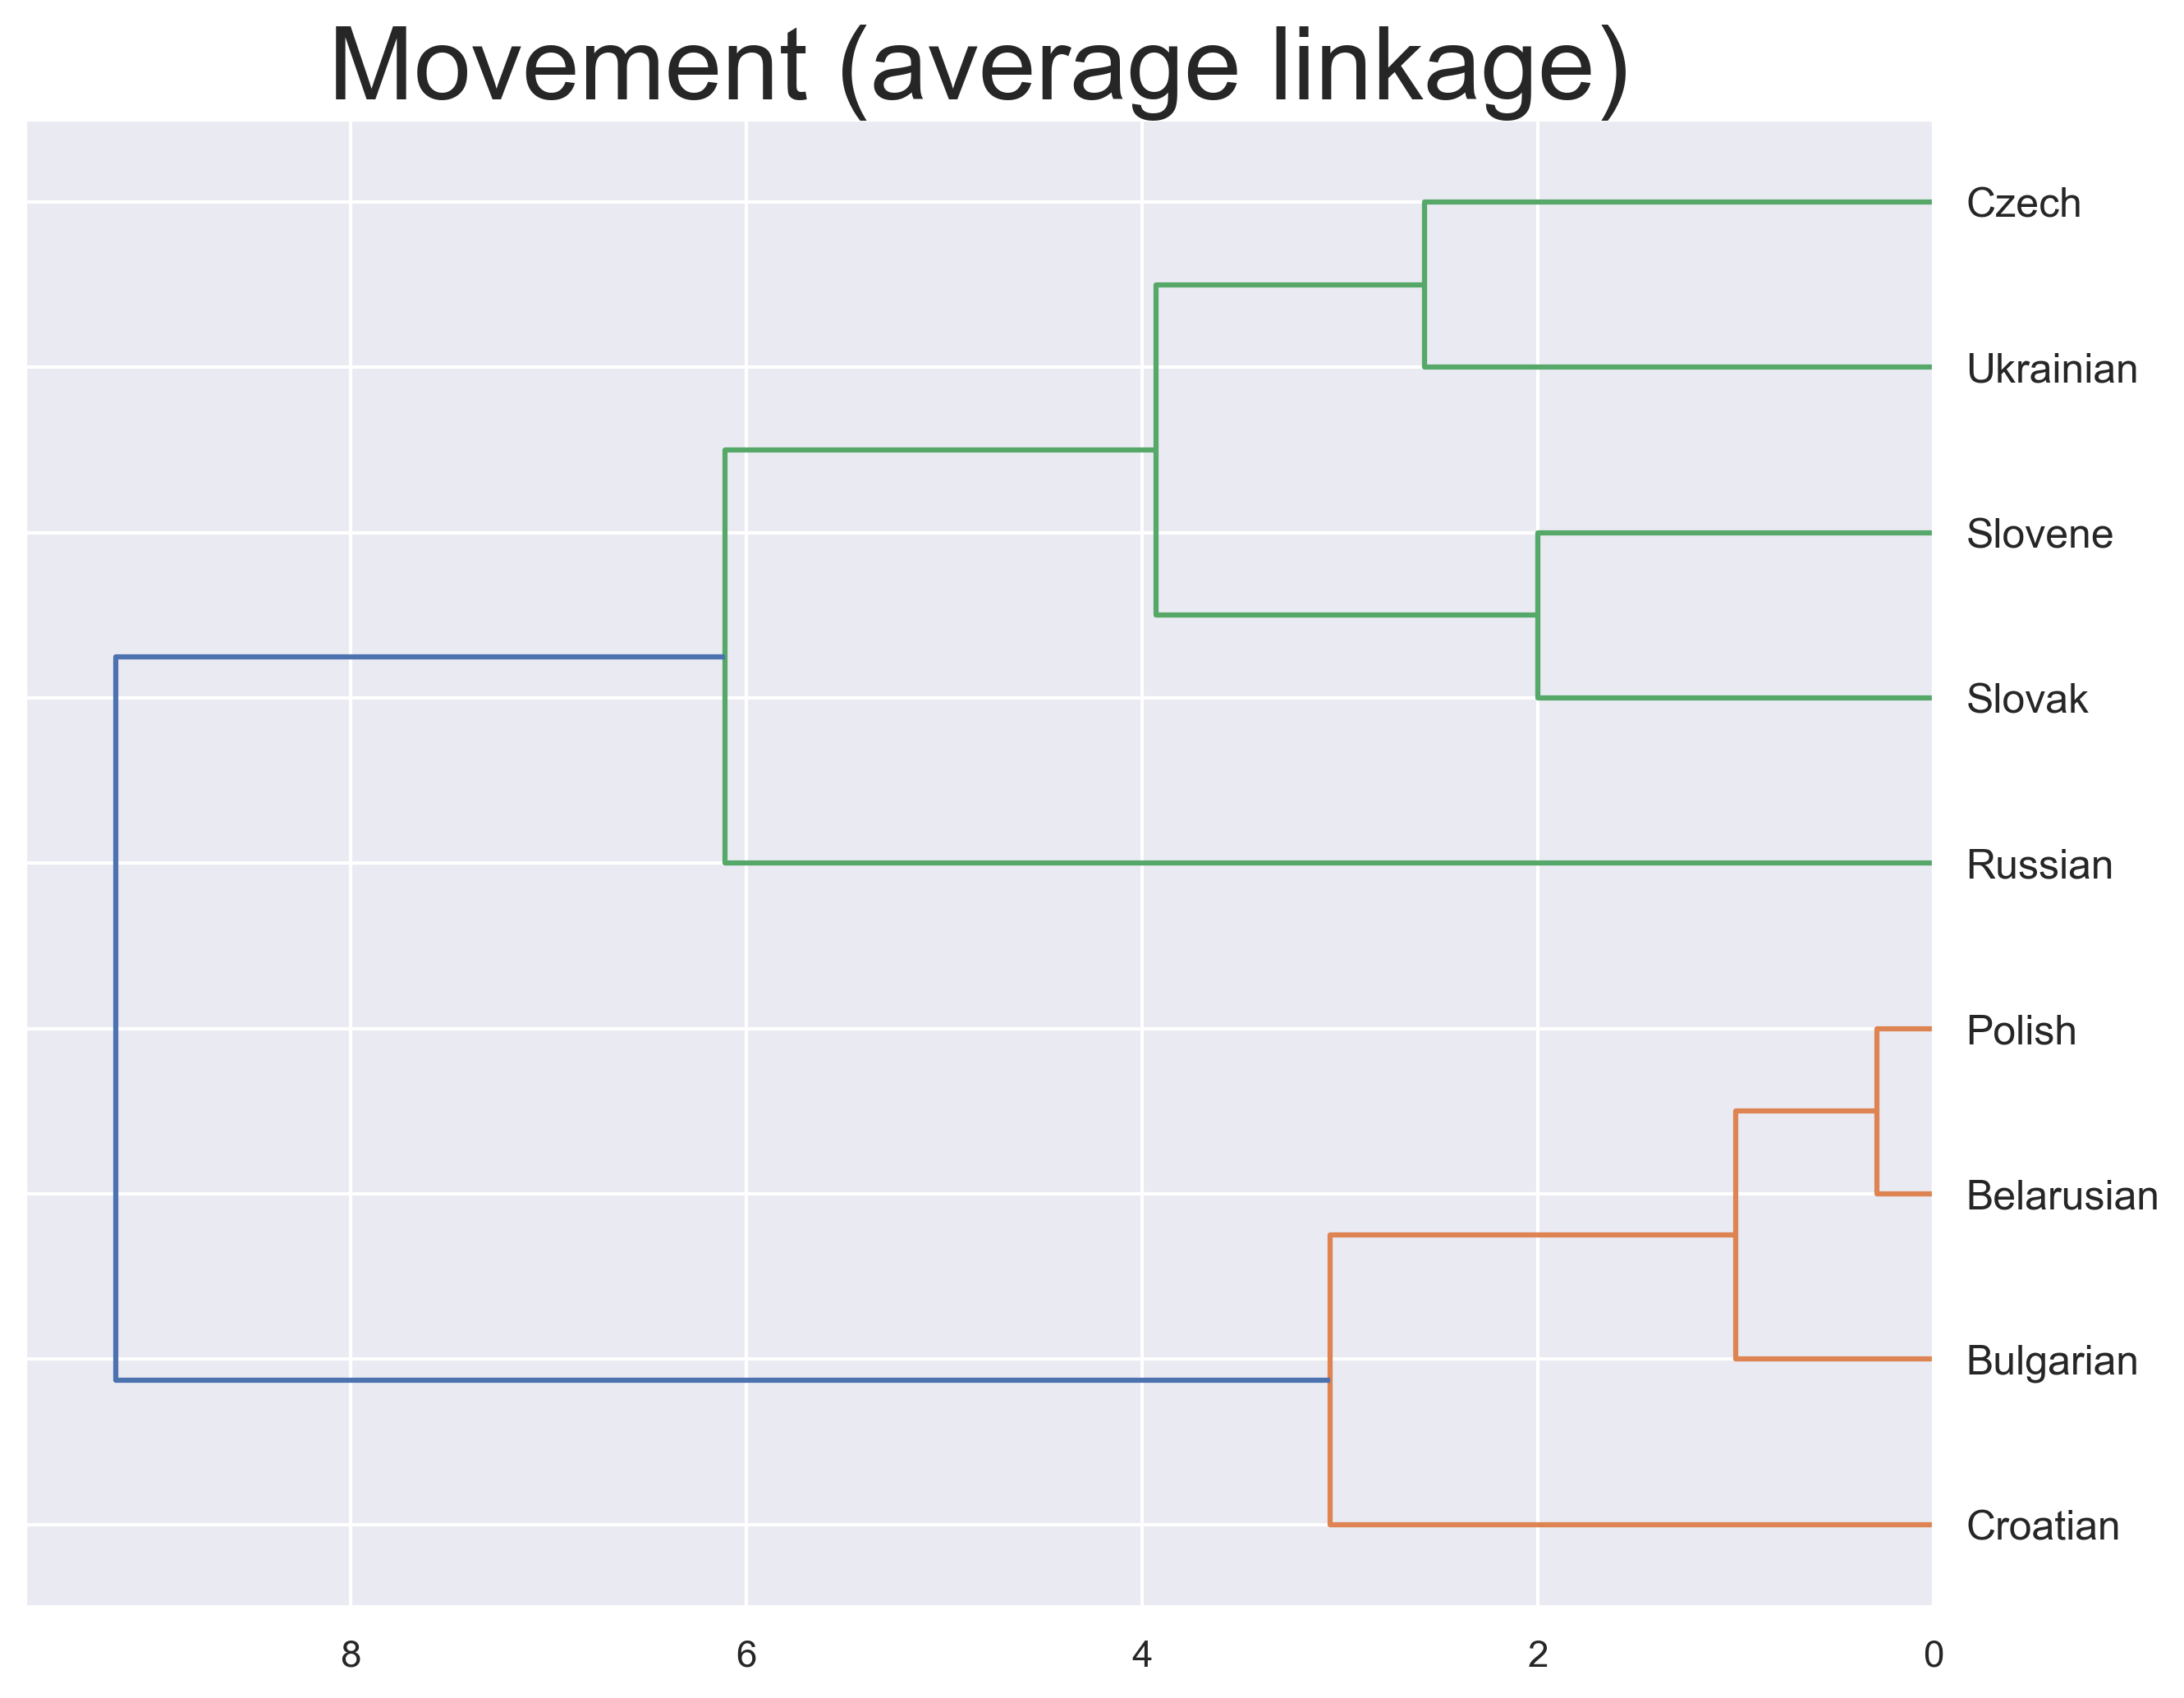 Movement (average linkage)
Czech
Ukrainian
Slovene
Slovak
Russian
Polish
Belarusian
Bulgarian
Croatian
8 6 4 2 0